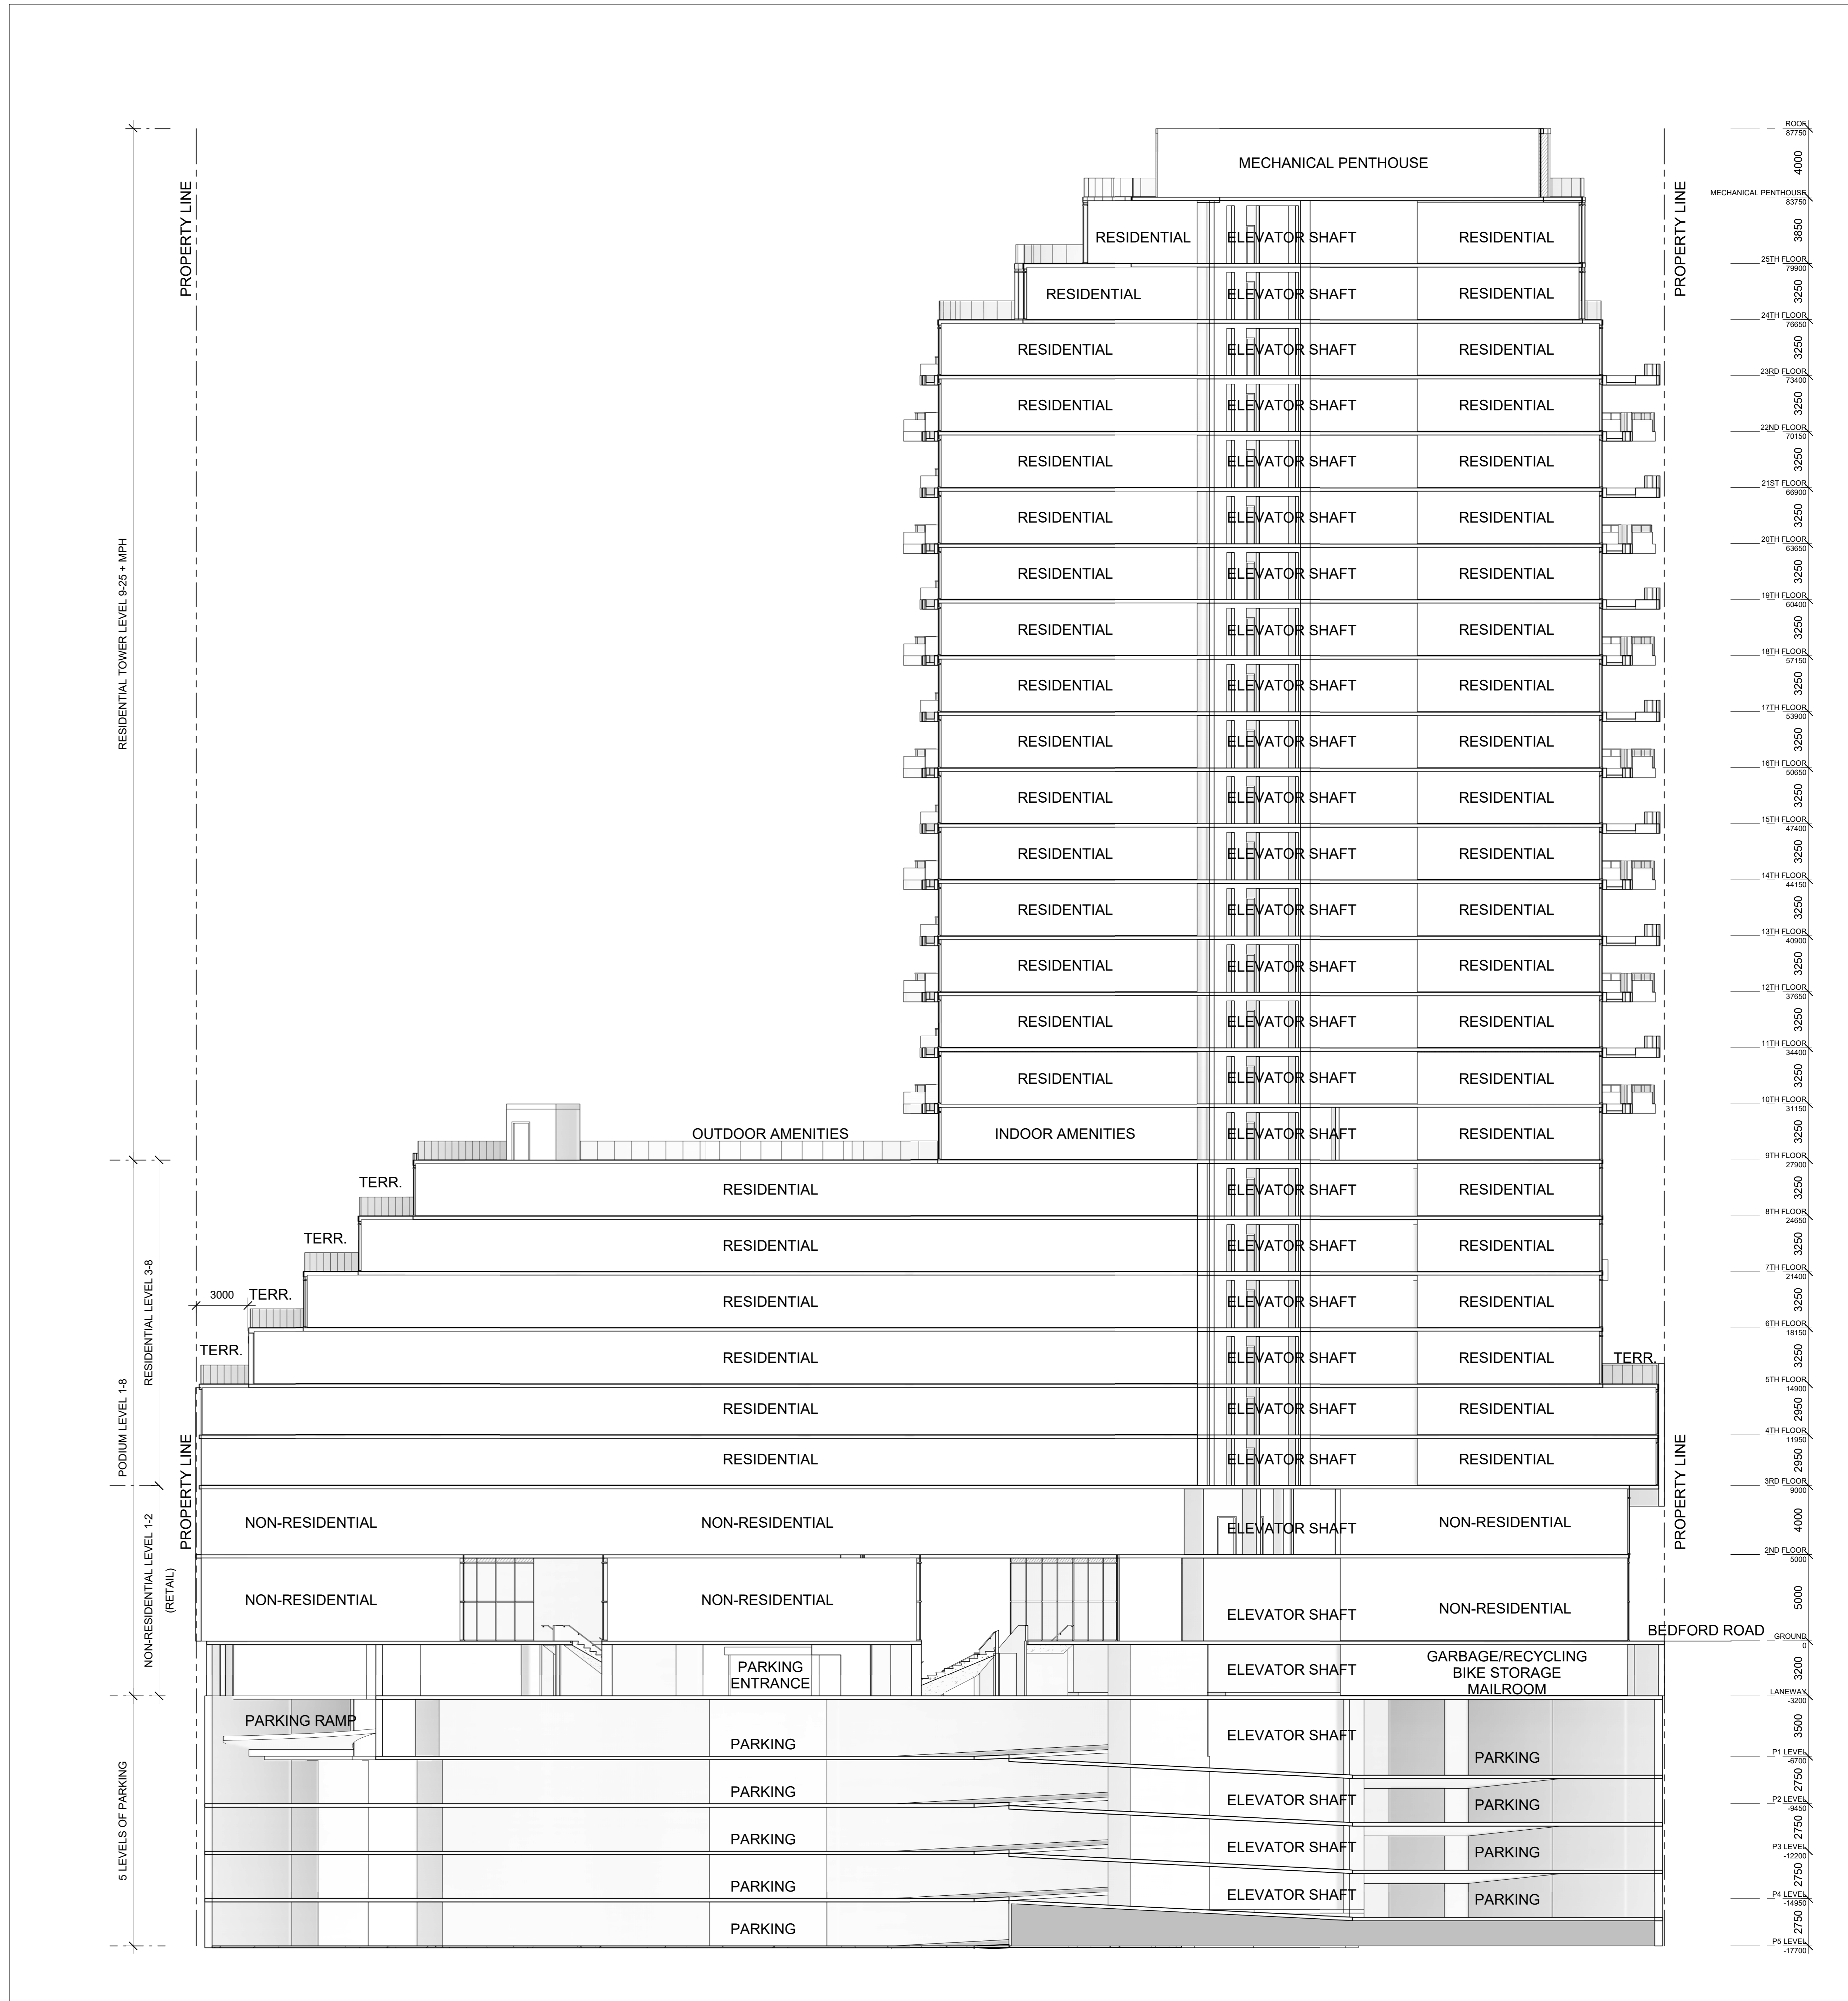 ROOF
87750
4000
MECHANICAL PENTHOUSE
PROPERTY LINE
PROPERTY LINE
MECHANICAL PENTHOUSE
83750
3850
RESIDENTIAL ELEVATOR SHAFT RESIDENTIAL
25TH FLOOR
79900
3250
RESIDENTIAL ELEVATOR SHAFT RESIDENTIAL
24TH FLOOR
76650
3250
RESIDENTIAL ELEVATOR SHAFT RESIDENTIAL
23RD FLOOR
73400
3250
RESIDENTIAL ELEVATOR SHAFT RESIDENTIAL
22ND FLOOR
70150
3250
RESIDENTIAL ELEVATOR SHAFT RESIDENTIAL
21ST FLOOR
66900
3250
RESIDENTIAL ELEVATOR SHAFT RESIDENTIAL
20TH FLOOR
63650
3250
RESIDENTIAL ELEVATOR SHAFT RESIDENTIAL
19TH FLOOR
60400
3250
RESIDENTIAL ELEVATOR SHAFT RESIDENTIAL
18TH FLOOR
57150
3250
RESIDENTIAL TOWER LEVEL 9-25 + MPH
RESIDENTIAL ELEVATOR SHAFT RESIDENTIAL
17TH FLOOR
53900
3250
RESIDENTIAL ELEVATOR SHAFT RESIDENTIAL
16TH FLOOR
50650
3250
RESIDENTIAL ELEVATOR SHAFT RESIDENTIAL
15TH FLOOR
47400
3250
RESIDENTIAL ELEVATOR SHAFT RESIDENTIAL
14TH FLOOR
44150
3250
RESIDENTIAL ELEVATOR SHAFT RESIDENTIAL
13TH FLOOR
40900
3250
RESIDENTIAL ELEVATOR SHAFT RESIDENTIAL
12TH FLOOR
37650
3250
RESIDENTIAL ELEVATOR SHAFT RESIDENTIAL
11TH FLOOR
34400
3250
RESIDENTIAL ELEVATOR SHAFT RESIDENTIAL
10TH FLOOR
31150
3250
OUTDOOR AMENITIES INDOOR AMENITIES ELEVATOR SHAFT RESIDENTIAL
9TH FLOOR
27900
3250
TERR. RESIDENTIAL ELEVATOR SHAFT RESIDENTIAL
8TH FLOOR
24650
3250
TERR. RESIDENTIAL ELEVATOR SHAFT RESIDENTIAL
7TH FLOOR
21400
3250
RESIDENTIAL LEVEL 3-8
3000 TERR. RESIDENTIAL ELEVATOR SHAFT RESIDENTIAL
6TH FLOOR
18150
3250
TERR. RESIDENTIAL ELEVATOR SHAFT RESIDENTIAL TERR.
5TH FLOOR
14900
2950
PODIUM LEVEL 1-8
RESIDENTIAL ELEVATOR SHAFT RESIDENTIAL
4TH FLOOR
11950
2950
RESIDENTIAL ELEVATOR SHAFT RESIDENTIAL
3RD FLOOR
9000
4000
PROPERTY LINE
PROPERTY LINE
NON-RESIDENTIAL NON-RESIDENTIAL ELEVATOR SHAFT NON-RESIDENTIAL
2ND FLOOR
5000
5000
NON-RESIDENTIAL LEVEL 1-2
(RETAIL)
NON-RESIDENTIAL NON-RESIDENTIAL ELEVATOR SHAFT NON-RESIDENTIAL
BEDFORD ROAD
GROUND
0
3200
PARKING
ENTRANCE
ELEVATOR SHAFT
GARBAGE/RECYCLING
BIKE STORAGE
MAILROOM
LANEWAY
-3200
3500
PARKING RAMP
PARKING ELEVATOR SHAFT PARKING
P1 LEVEL
-6700
2750
PARKING ELEVATOR SHAFT PARKING
P2 LEVEL
-9450
2750
5 LEVELS OF PARKING
PARKING ELEVATOR SHAFT PARKING
P3 LEVEL
-12200
2750
PARKING ELEVATOR SHAFT PARKING
P4 LEVEL
-14950
2750
PARKING
P5 LEVEL
-17700